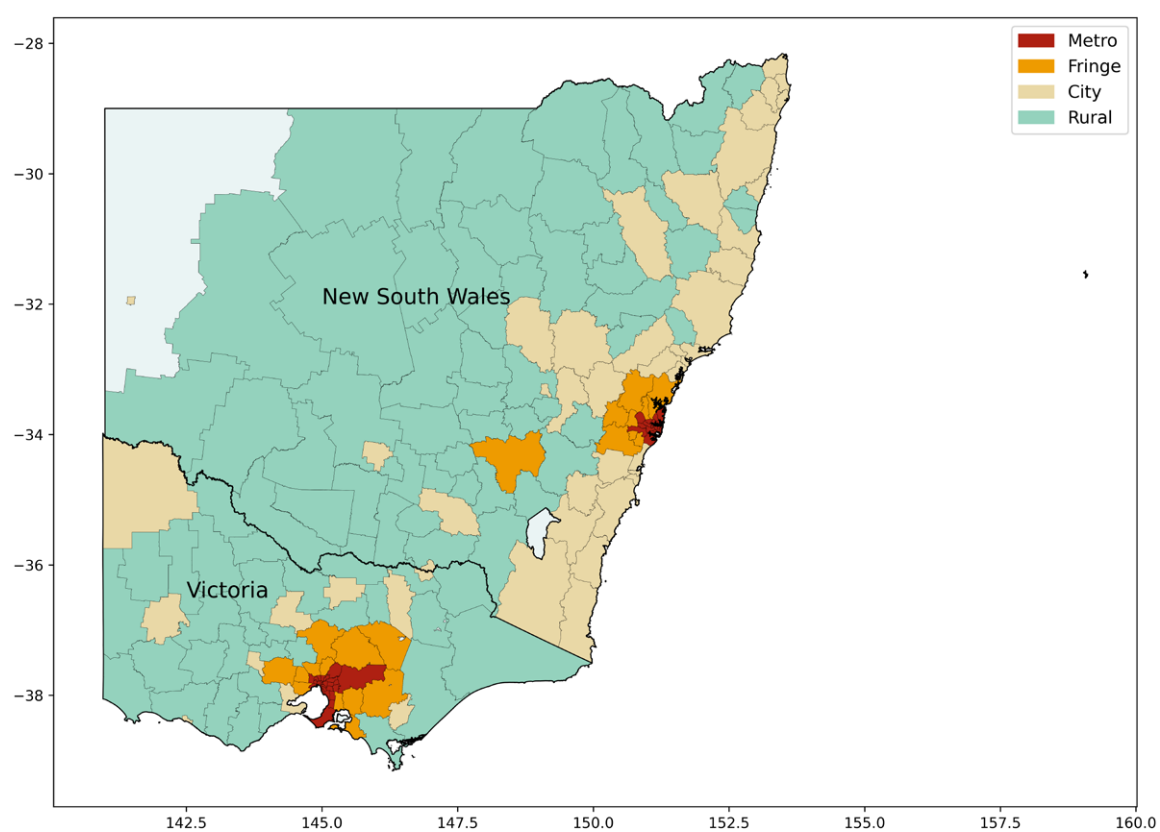 −28
−30
−32
−34
−36
−38
New South Wales
Victoria
Metro
Fringe
City
Rural
142.5 145.0 147.5 150.0 152.5 155.0 157.5 160.0